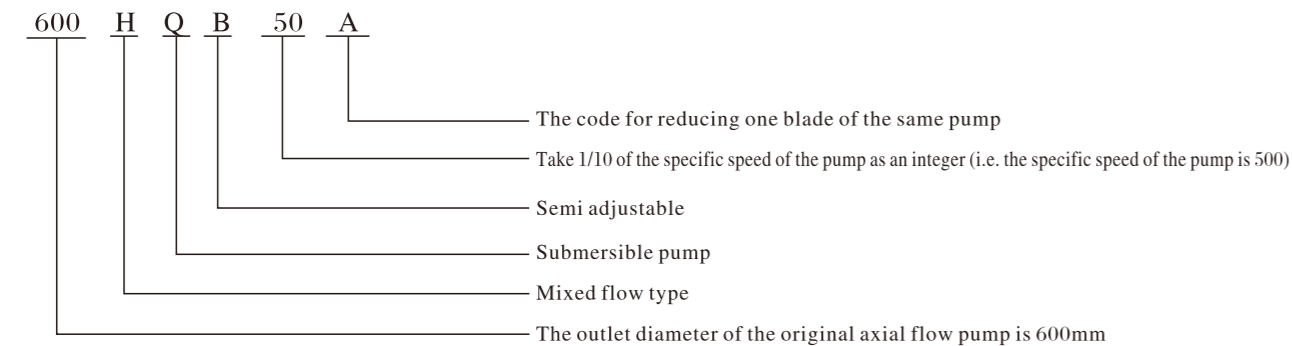 600 H Q B 50 A
The code for reducing one blade of the same pump
Take 1/10 of the specific speed of the pump as an integer (i.e. the specific speed of the pump is 500)
Semi adjustable
Submersible pump
Mixed flow type
The outlet diameter of the original axial flow pump is 600mm